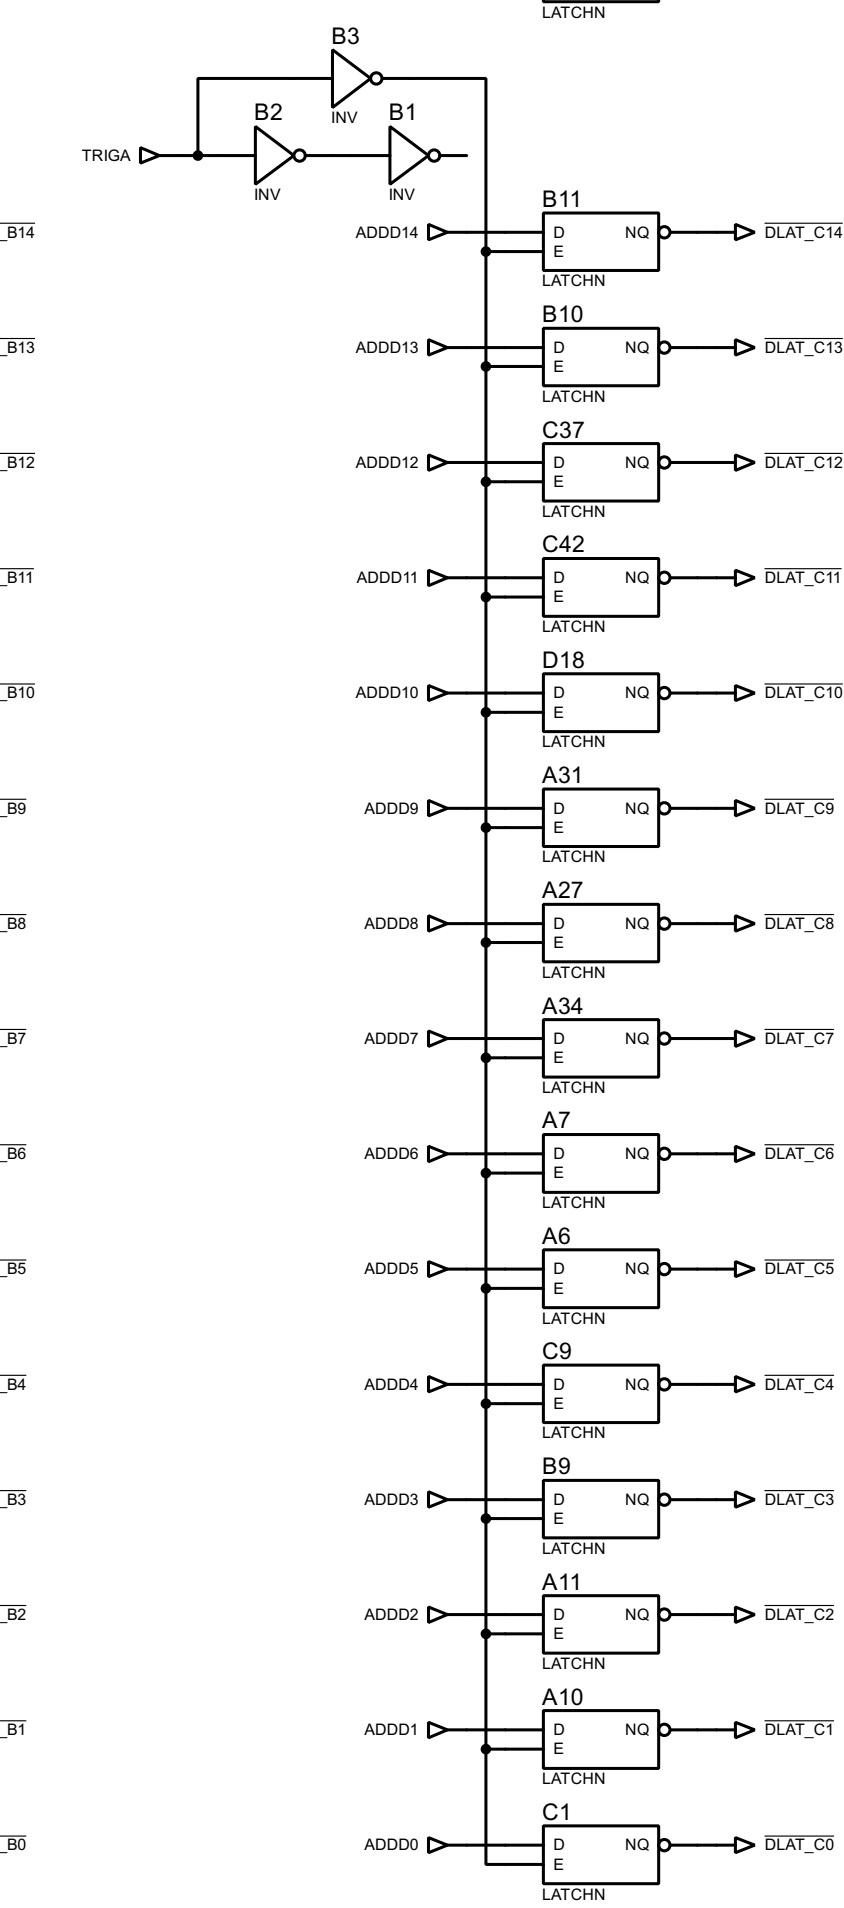 LATCHN
B3
INV
B2
B1
TRIGA
INV
INV
B11
_B14
ADDD14
D
NQ
DLAT_C14
E
LATCHN
B10
_B13
ADDD13
D
NQ
DLAT_C13
E
LATCHN
C37
_B12
ADDD12
D
NQ
DLAT_C12
E
LATCHN
C42
_B11
ADDD11
D
NQ
DLAT_C11
E
LATCHN
D18
_B10
ADDD10
D
NQ
DLAT_C10
E
LATCHN
A31
_B9
ADDD9
D
NQ
DLAT_C9
E
LATCHN
A27
_B8
ADDD8
D
NQ
DLAT_C8
E
LATCHN
A34
_B7
ADDD7
D
NQ
DLAT_C7
E
LATCHN
A7
_B6
ADDD6
D
NQ
DLAT_C6
E
LATCHN
A6
_B5
ADDD5
D
NQ
DLAT_C5
E
LATCHN
C9
_B4
ADDD4
D
NQ
DLAT_C4
E
LATCHN
B9
_B3
ADDD3
D
NQ
DLAT_C3
E
LATCHN
A11
_B2
ADDD2
D
NQ
DLAT_C2
E
LATCHN
A10
_B1
ADDD1
D
NQ
DLAT_C1
E
LATCHN
C1
_B0
ADDD0
D
NQ
DLAT_C0
E
LATCHN